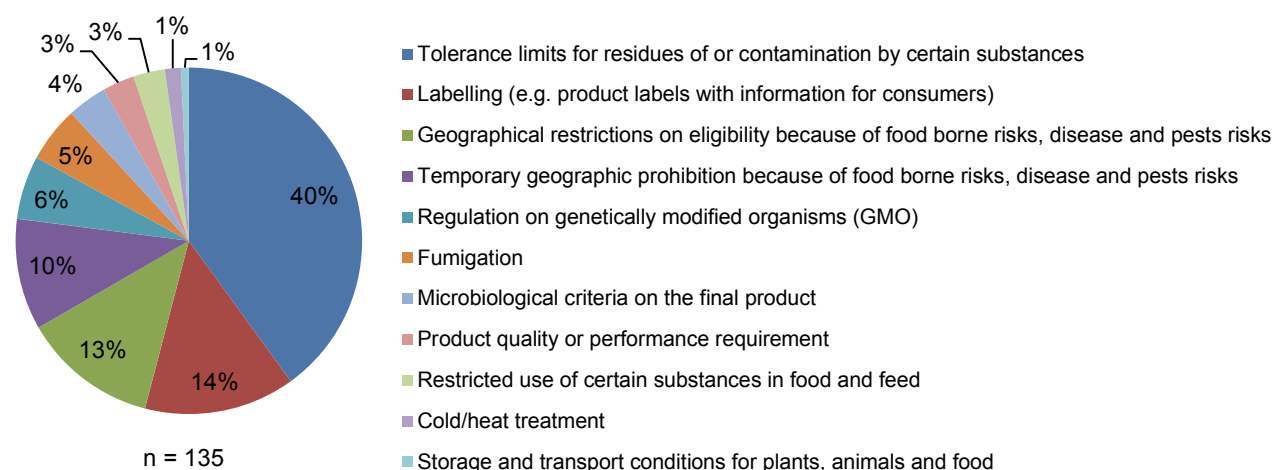 1%
3%
1%
3%
4%
5%
40%
6%
10%
13%
14%
n = 135
Tolerance limits for residues of or contamination by certain substances
Labelling (e.g. product labels with information for consumers)
Geographical restrictions on eligibility because of food borne risks, disease and pests risks
Temporary geographic prohibition because of food borne risks, disease and pests risks
Regulation on genetically modified organisms (GMO)
Fumigation
Microbiological criteria on the final product
Product quality or performance requirement
Restricted use of certain substances in food and feed
Cold/heat treatment
Storage and transport conditions for plants, animals and food